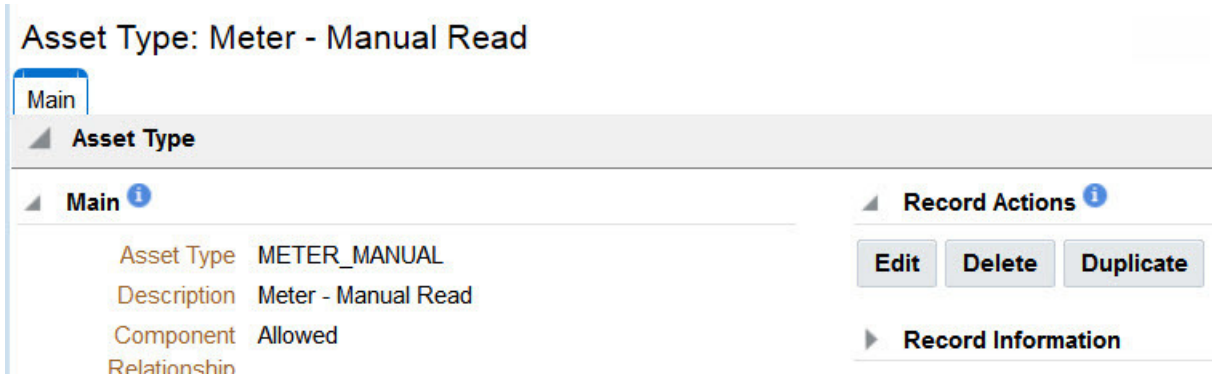 Asset Type: Meter - Manual Read
Main
Asset Type
Main
Asset Type METER_MANUAL
Description Meter - Manual Read
Component Allowed
Relationship
Record Actions
Edit Delete Duplicate
Record Information